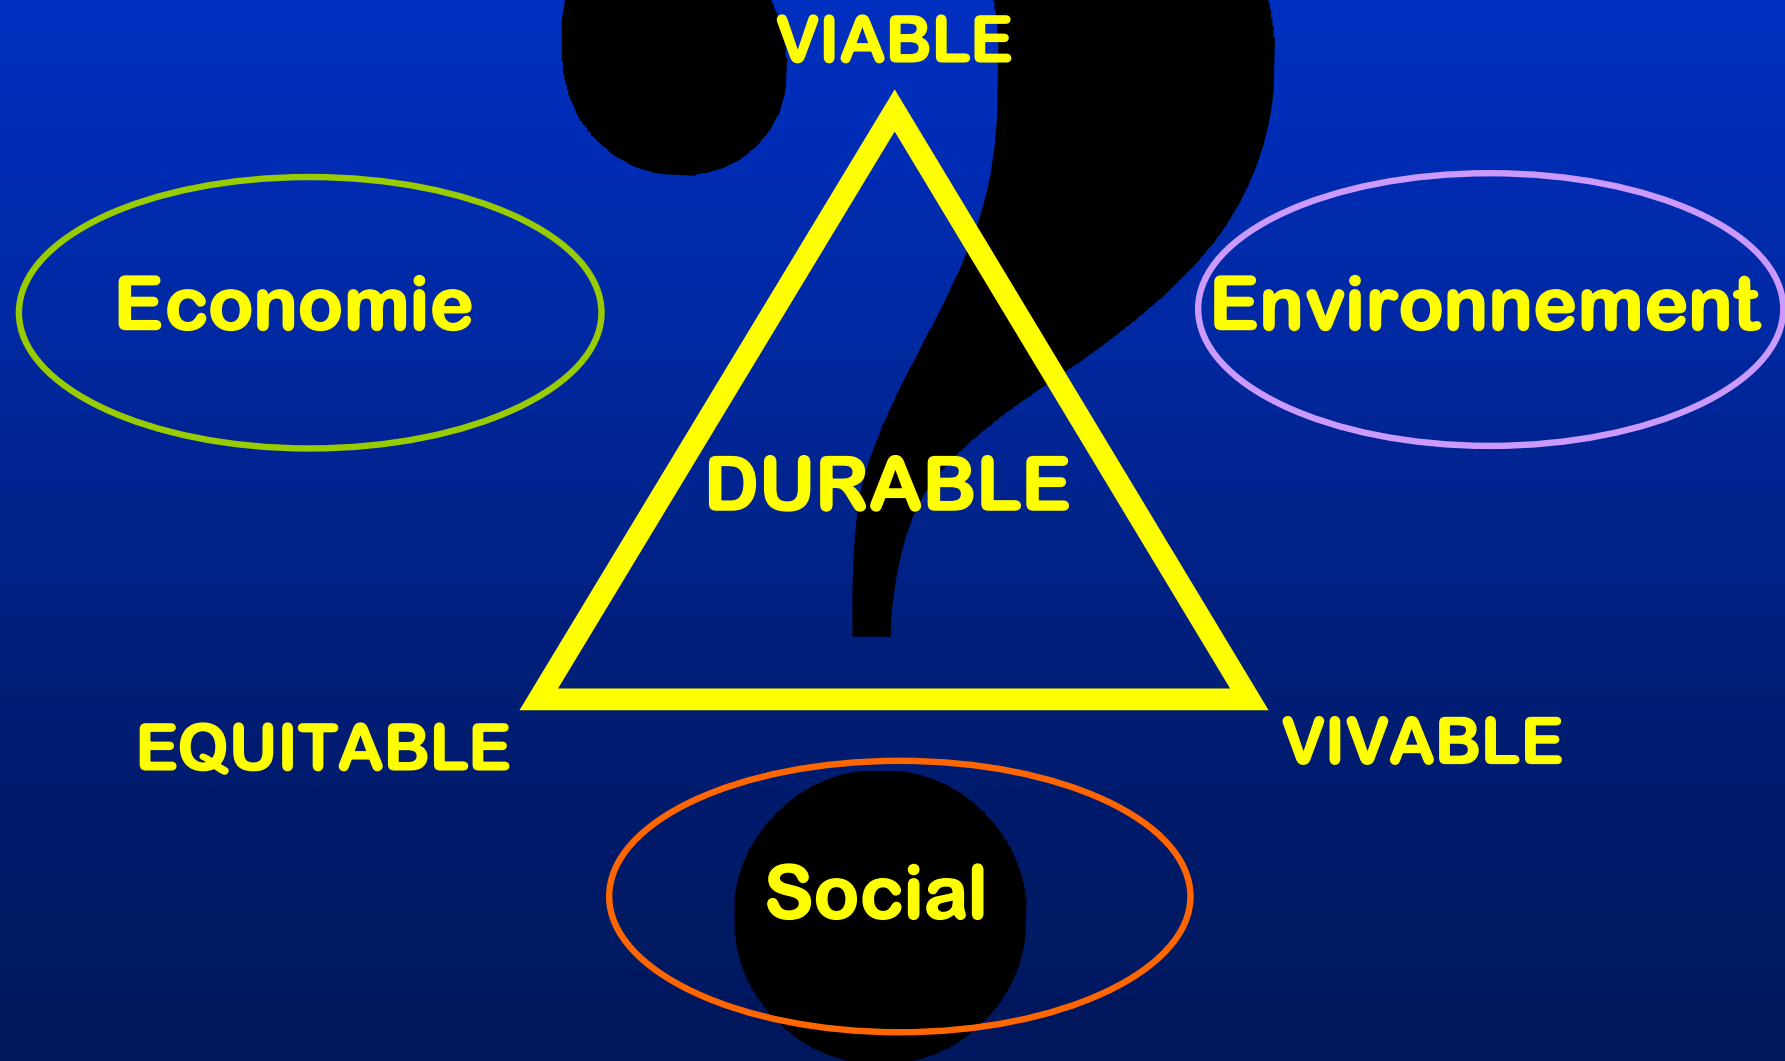 VIABLE
Economie
Environnement
DURABLE
EQUITABLE
VIVABLE
Social